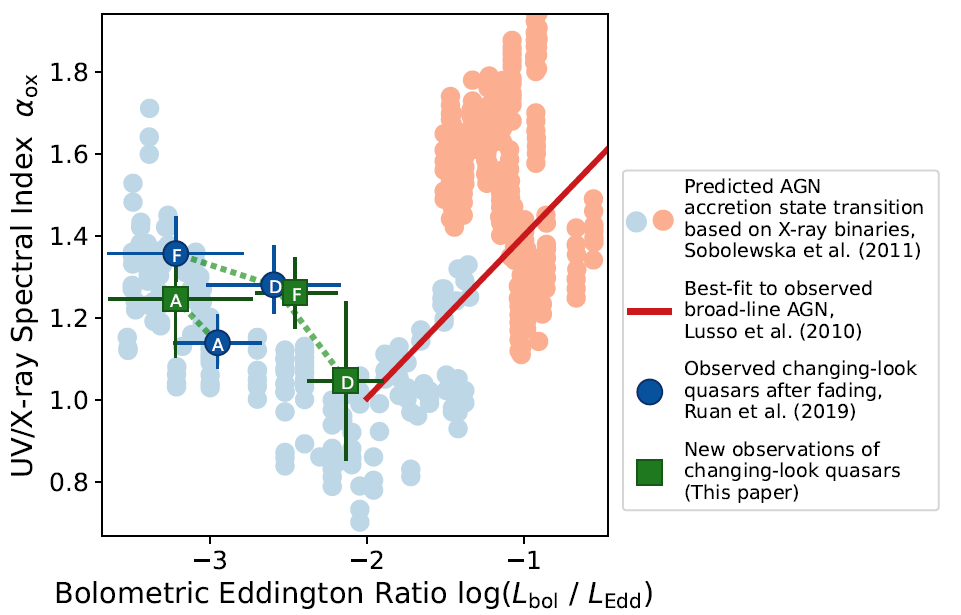 UV/X-ray Spectral Index α_ox
1.8
1.6
1.4
1.2
1.0
0.8
F
A
A
D
F
D
−3
−2
−1
Bolometric Eddington Ratio log(L_bol / L_Edd)
Predicted AGN
accretion state transition
based on X-ray binaries,
Sobolewska et al. (2011)
Best-fit to observed
broad-line AGN,
Lusso et al. (2010)
Observed changing-look
quasars after fading,
Ruan et al. (2019)
New observations of
changing-look quasars
(This paper)